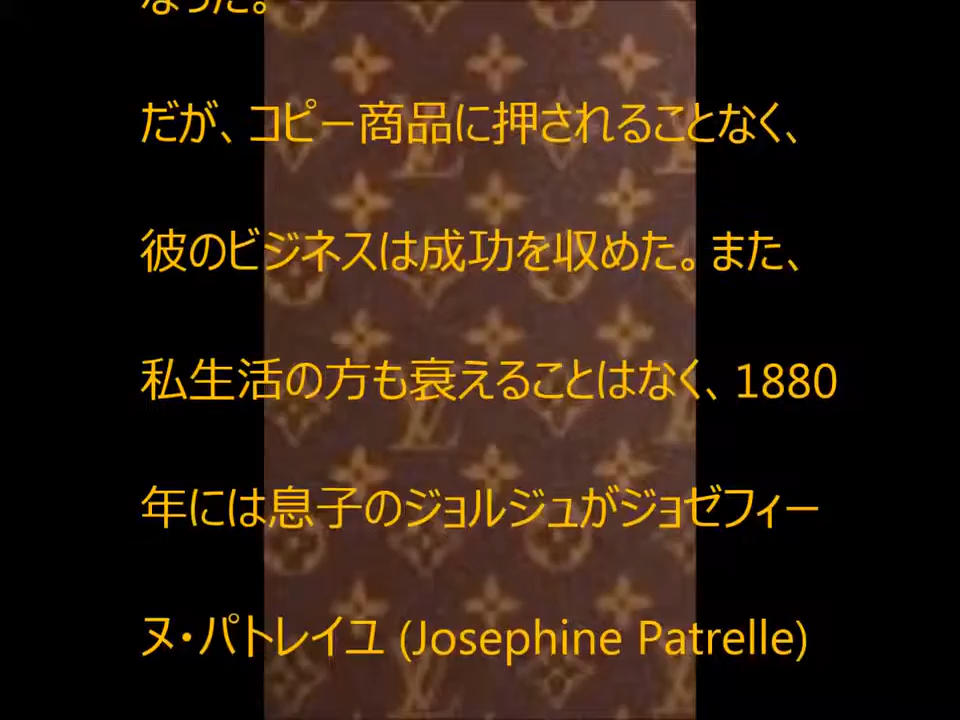 なった。
だが、コピー商品に押されることなく、
彼のビジネスは成功を収めた。また、
私生活の方も衰えることはなく、1880
年には息子のジョルジュがジョゼフィー
ヌ・パトレイユ (Josephine Patrelle)